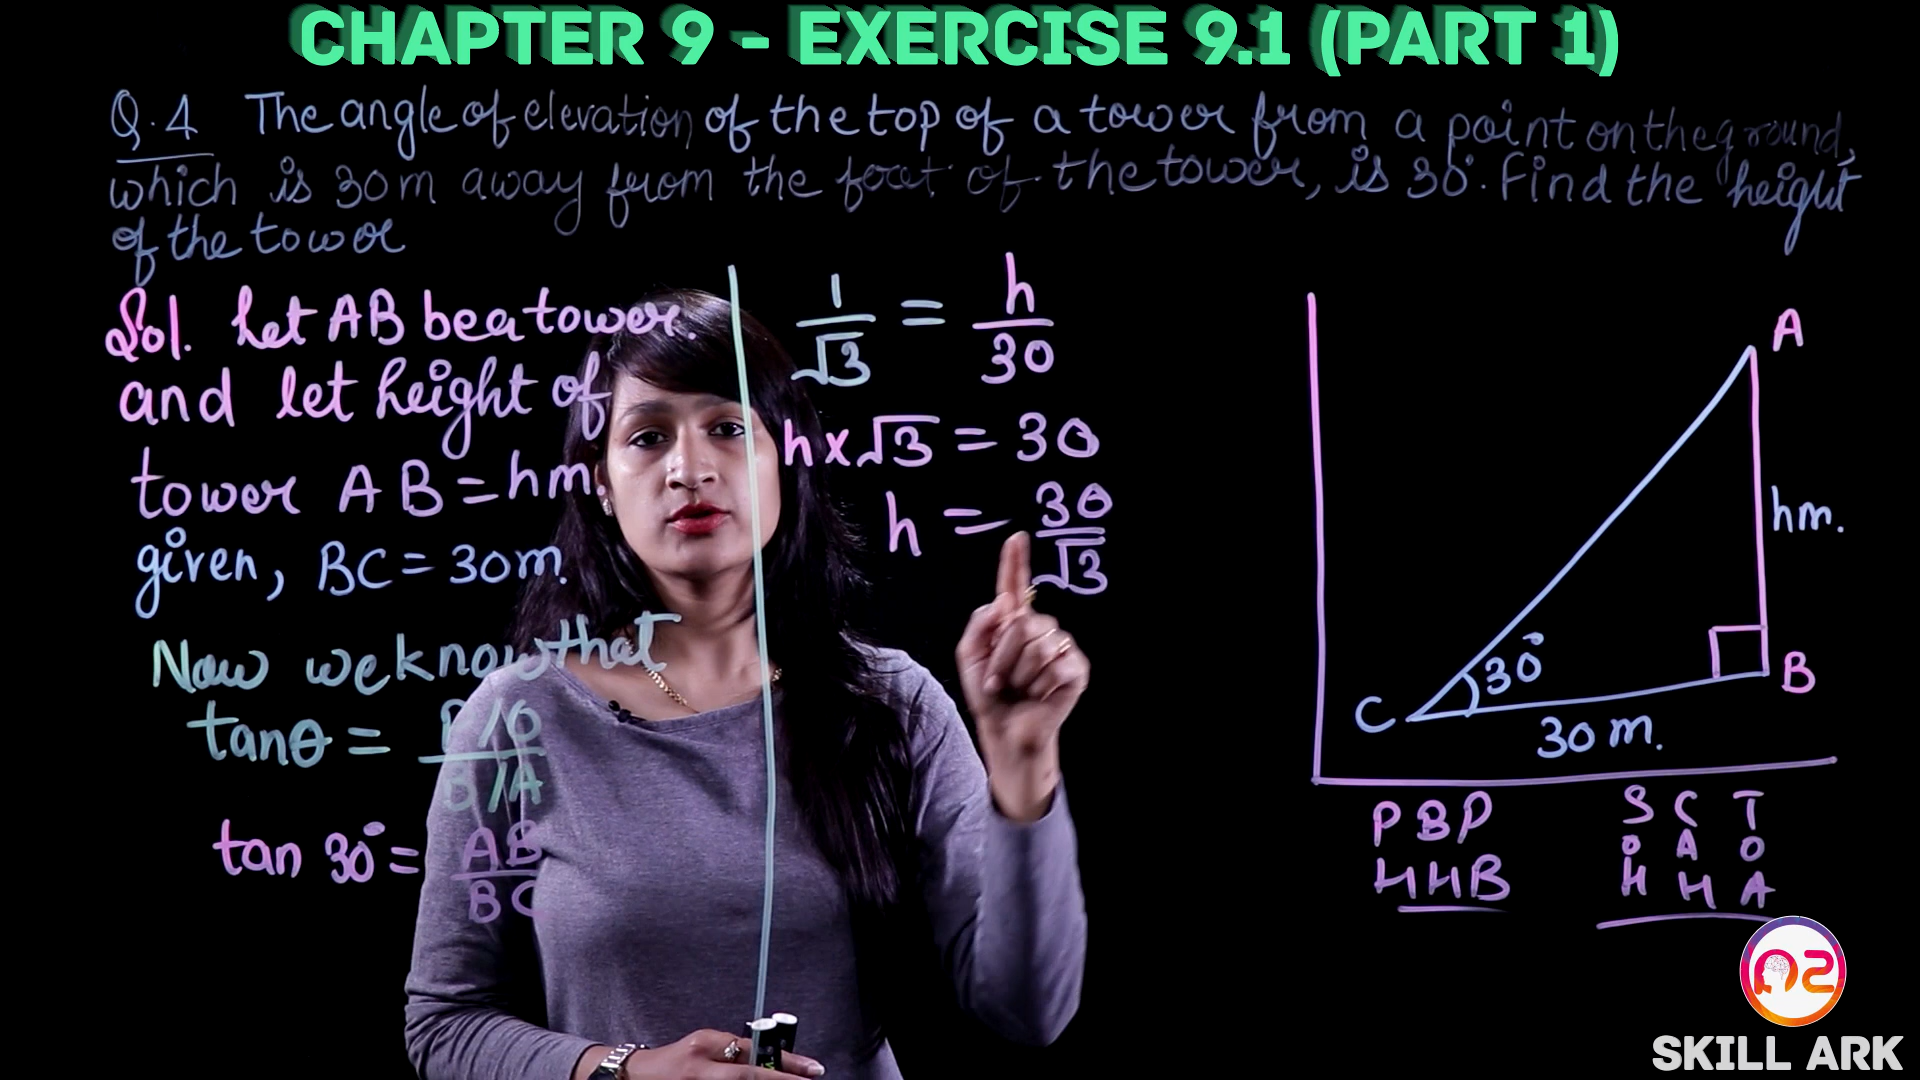 CHAPTER 9 - EXERCISE 9.1 (PART 1)
Q.4 The angle of elevation of the top of a tower from a point on the ground,
which is 30m away from the foot of the tower, is 30°. Find the height
of the tower
Sol. Let AB be a tower.
and let height of
tower AB = hm.
given, BC = 30m.
Now we know that
tanθ = P/O
B/A
tan 30° = AB
BC
1/√3 = h/30
h x √3 = 30
h = 30/√3
A
hm.
30°
B
C
30 m.
P B P
H H B
S C T
O A O
H H A
SKILL ARK